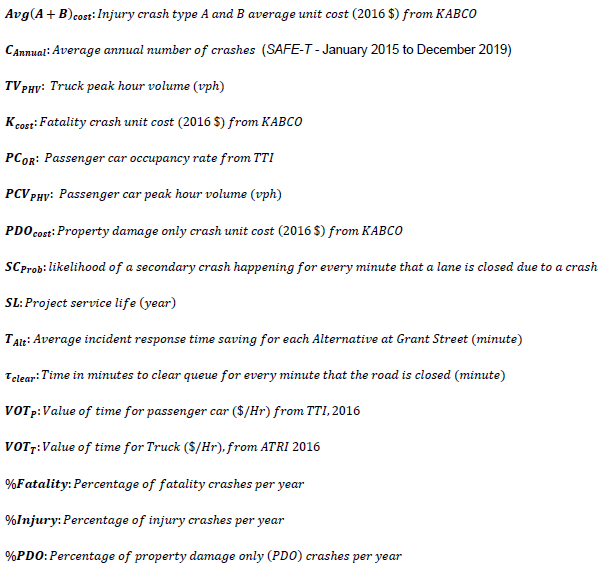 Avg(A + B)cost: Injury crash type A and B average unit cost (2016 $) from KABCO
CAnnual: Average annual number of crashes (SAFE-T - January 2015 to December 2019)
TVPHV: Truck peak hour volume (vph)
Kcost: Fatality crash unit cost (2016 $) from KABCO
PCOR: Passenger car occupancy rate from TTI
PCVPHV: Passenger car peak hour volume (vph)
PDOcost: Property damage only crash unit cost (2016 $) from KABCO
SCProb: likelihood of a secondary crash happening for every minute that a lane is closed due to a crash
SL: Project service life (year)
TAlt: Average incident response time saving for each Alternative at Grant Street (minute)
τclear: Time in minutes to clear queue for every minute that the road is closed (minute)
VOTP: Value of time for passenger car ($/Hr) from TTI, 2016
VOTT: Value of time for Truck ($/Hr), from ATRI 2016
%Fatality: Percentage of fatality crashes per year
%Injury: Percentage of injury crashes per year
%PDO: Percentage of property damage only (PDO) crashes per year